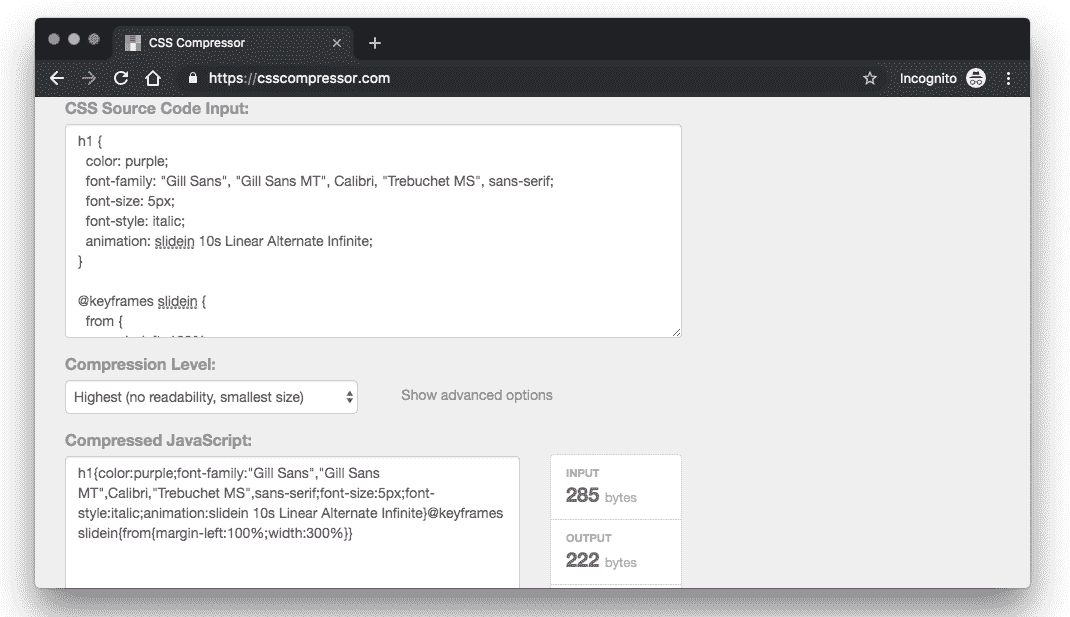 CSS Compressor
https://csscompressor.com
Incognito
CSS Source Code Input:
h1 {
color: purple;
font-family: "Gill Sans", "Gill Sans MT", Calibri, "Trebuchet MS", sans-serif;
font-size: 5px;
font-style: italic;
animation: slidein 10s Linear Alternate Infinite;
}
@keyframes slidein {
from {
Compression Level:
Highest (no readability, smallest size)
Show advanced options
Compressed JavaScript:
h1{color:purple;font-family:"Gill Sans","Gill Sans
MT",Calibri,"Trebuchet MS",sans-serif;font-size:5px;font-
style:italic;animation:slidein 10s Linear Alternate Infinite}@keyframes
slidein{from{margin-left:100%;width:300%}}
INPUT
285 bytes
OUTPUT
222 bytes